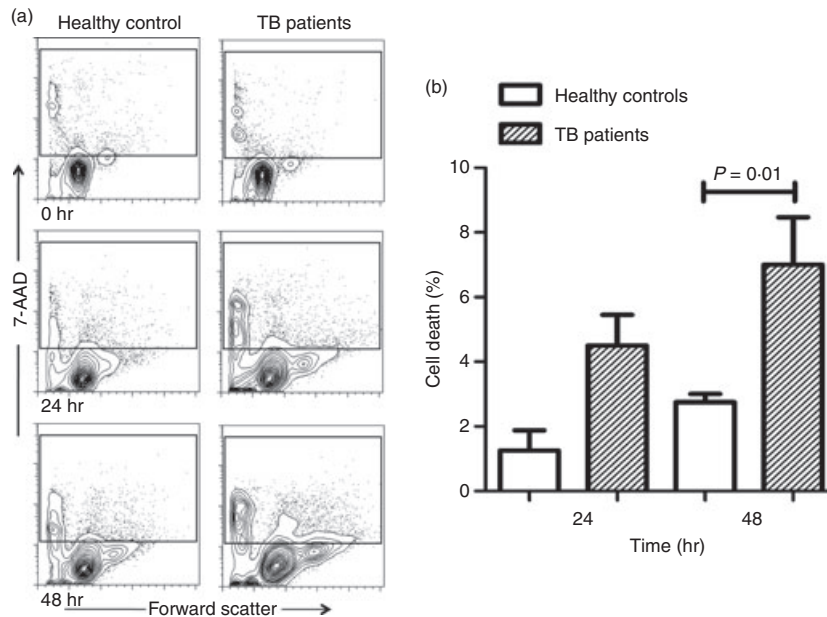 (a)
Healthy control
TB patients
7-AAD
0 hr
24 hr
48 hr
Forward scatter
(b)
Healthy controls
TB patients
P = 0·01
Cell death (%)
10
8
6
4
2
0
24
48
Time (hr)